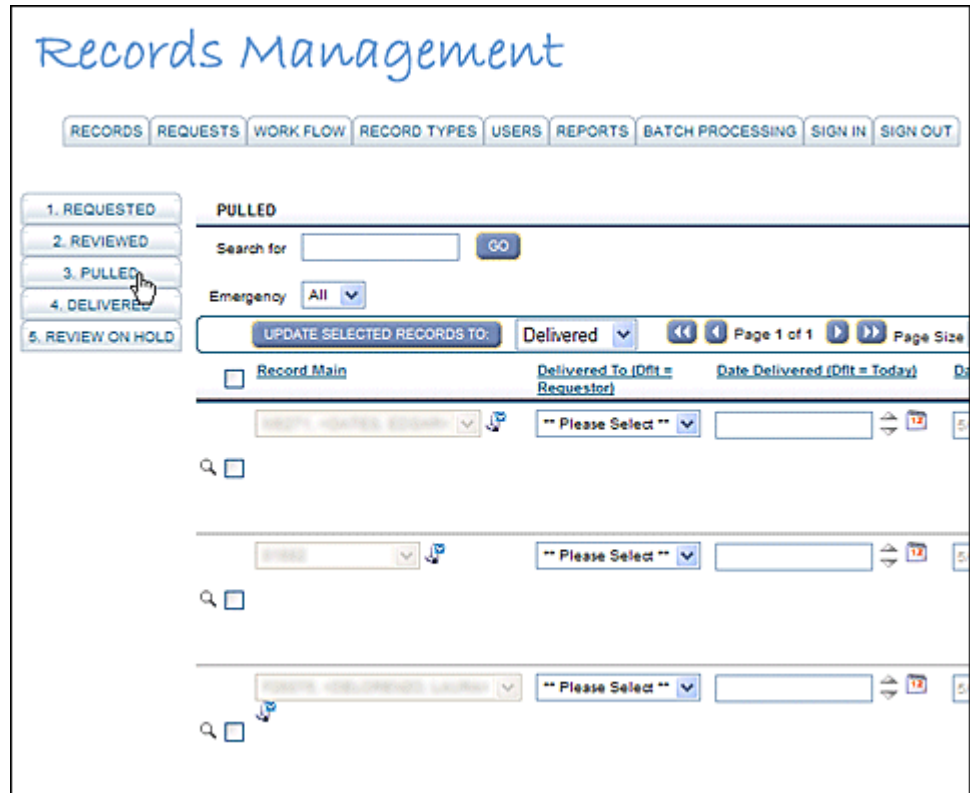 Records Management
RECORDS REQUESTS WORK FLOW RECORD TYPES USERS REPORTS BATCH PROCESSING SIGN IN SIGN OUT
1. REQUESTED
2. REVIEWED
3. PULLED
4. DELIVERED
5. REVIEW ON HOLD
PULLED
Search for GO
Emergency All
UPDATE SELECTED RECORDS TO: Delivered Page 1 of 1 Page Size
Record Main Delivered To (Dflt = Requestor) Date Delivered (Dflt = Today)
** Please Select ** 12
** Please Select ** 12
** Please Select ** 12